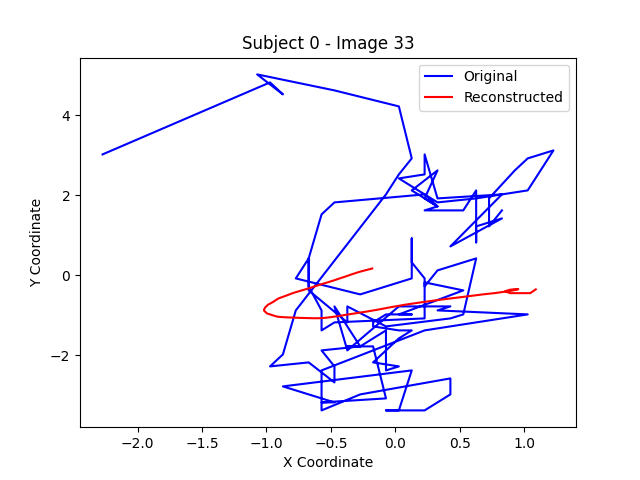 Subject 0 - Image 33
Original
Reconstructed
Y Coordinate
4
2
0
−2
−2.0 −1.5 −1.0 −0.5 0.0 0.5 1.0
X Coordinate